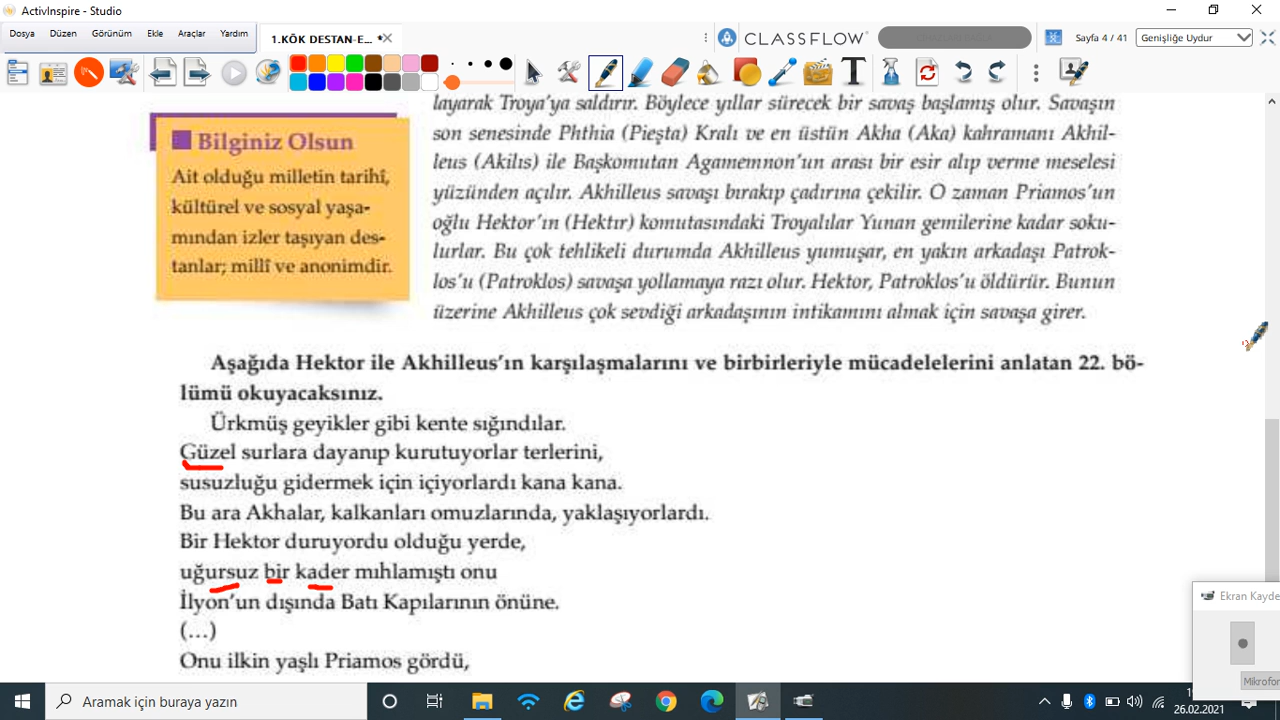 ActivInspire - Studio
Dosya Düzen Görünüm Ekle Araçlar Yardım
1.KÖK DESTAN-E...
CLASSFLOW
Sayfa 4 / 41
Genişliğe Uydur
Bilginiz Olsun
Ait olduğu milletin tarihî,
kültürel ve sosyal yaşa-
mından izler taşıyan des-
tanlar; millî ve anonimdir.
layarak Troya'ya saldırır. Böylece yıllar sürecek bir savaş başlamış olur. Savaşın
son senesinde Phthia (Pieşta) Kralı ve en üstün Akha (Aka) kahramanı Akhil-
leus (Akilıs) ile Başkomutan Agamemnon'un arası bir esir alıp verme meselesi
yüzünden açılır. Akhilleus savaşı bırakıp çadırına çekilir. O zaman Priamos'un
oğlu Hektor'ın (Hektır) komutasındaki Troyalılar Yunan gemilerine kadar soku-
lurlar. Bu çok tehlikeli durumda Akhilleus yumuşar, en yakın arkadaşı Patrok-
los'u (Patroklos) savaşa yollamaya razı olur. Hektor, Patroklos'u öldürür. Bunun
üzerine Akhilleus çok sevdiği arkadaşının intikamını almak için savaşa girer.
Aşağıda Hektor ile Akhilleus'ın karşılaşmalarını ve birbirleriyle mücadelelerini anlatan 22. bö-
lümü okuyacaksınız.
Ürkmüş geyikler gibi kente sığındılar.
Güzel surlara dayanıp kurutuyorlar terlerini,
susuzluğu gidermek için içiyorlardı kana kana.
Bu ara Akhalar, kalkanları omuzlarında, yaklaşıyorlardı.
Bir Hektor duruyordu olduğu yerde,
uğursuz bir kader mıhlamıştı onu
İlyon'un dışında Batı Kapılarının önüne.
(...)
Onu ilkin yaşlı Priamos gördü,
Ekran Kayde
Mikrofor
Aramak için buraya yazın
26.02.2021